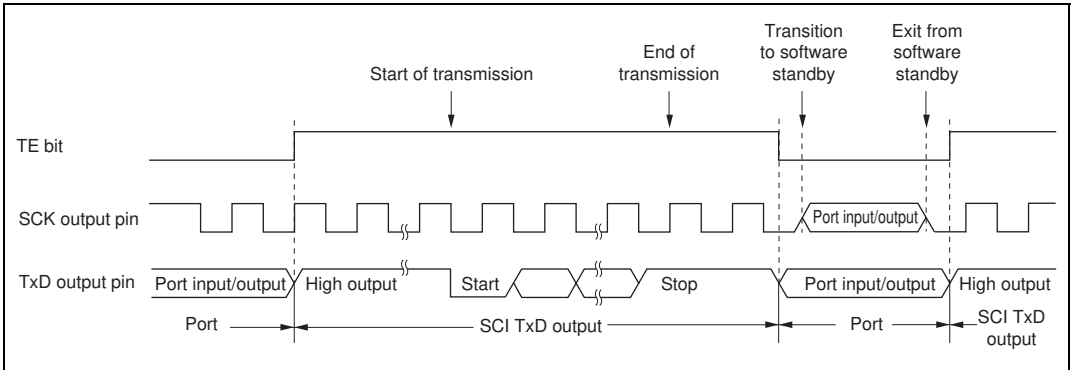 Transition
to software
standby
Exit from
software
standby
Start of transmission
End of
transmission
TE bit
SCK output pin
Port input/output
TxD output pin
Port input/output
High output
Start
Stop
Port input/output
High output
Port
SCI TxD output
Port
SCI TxD
output